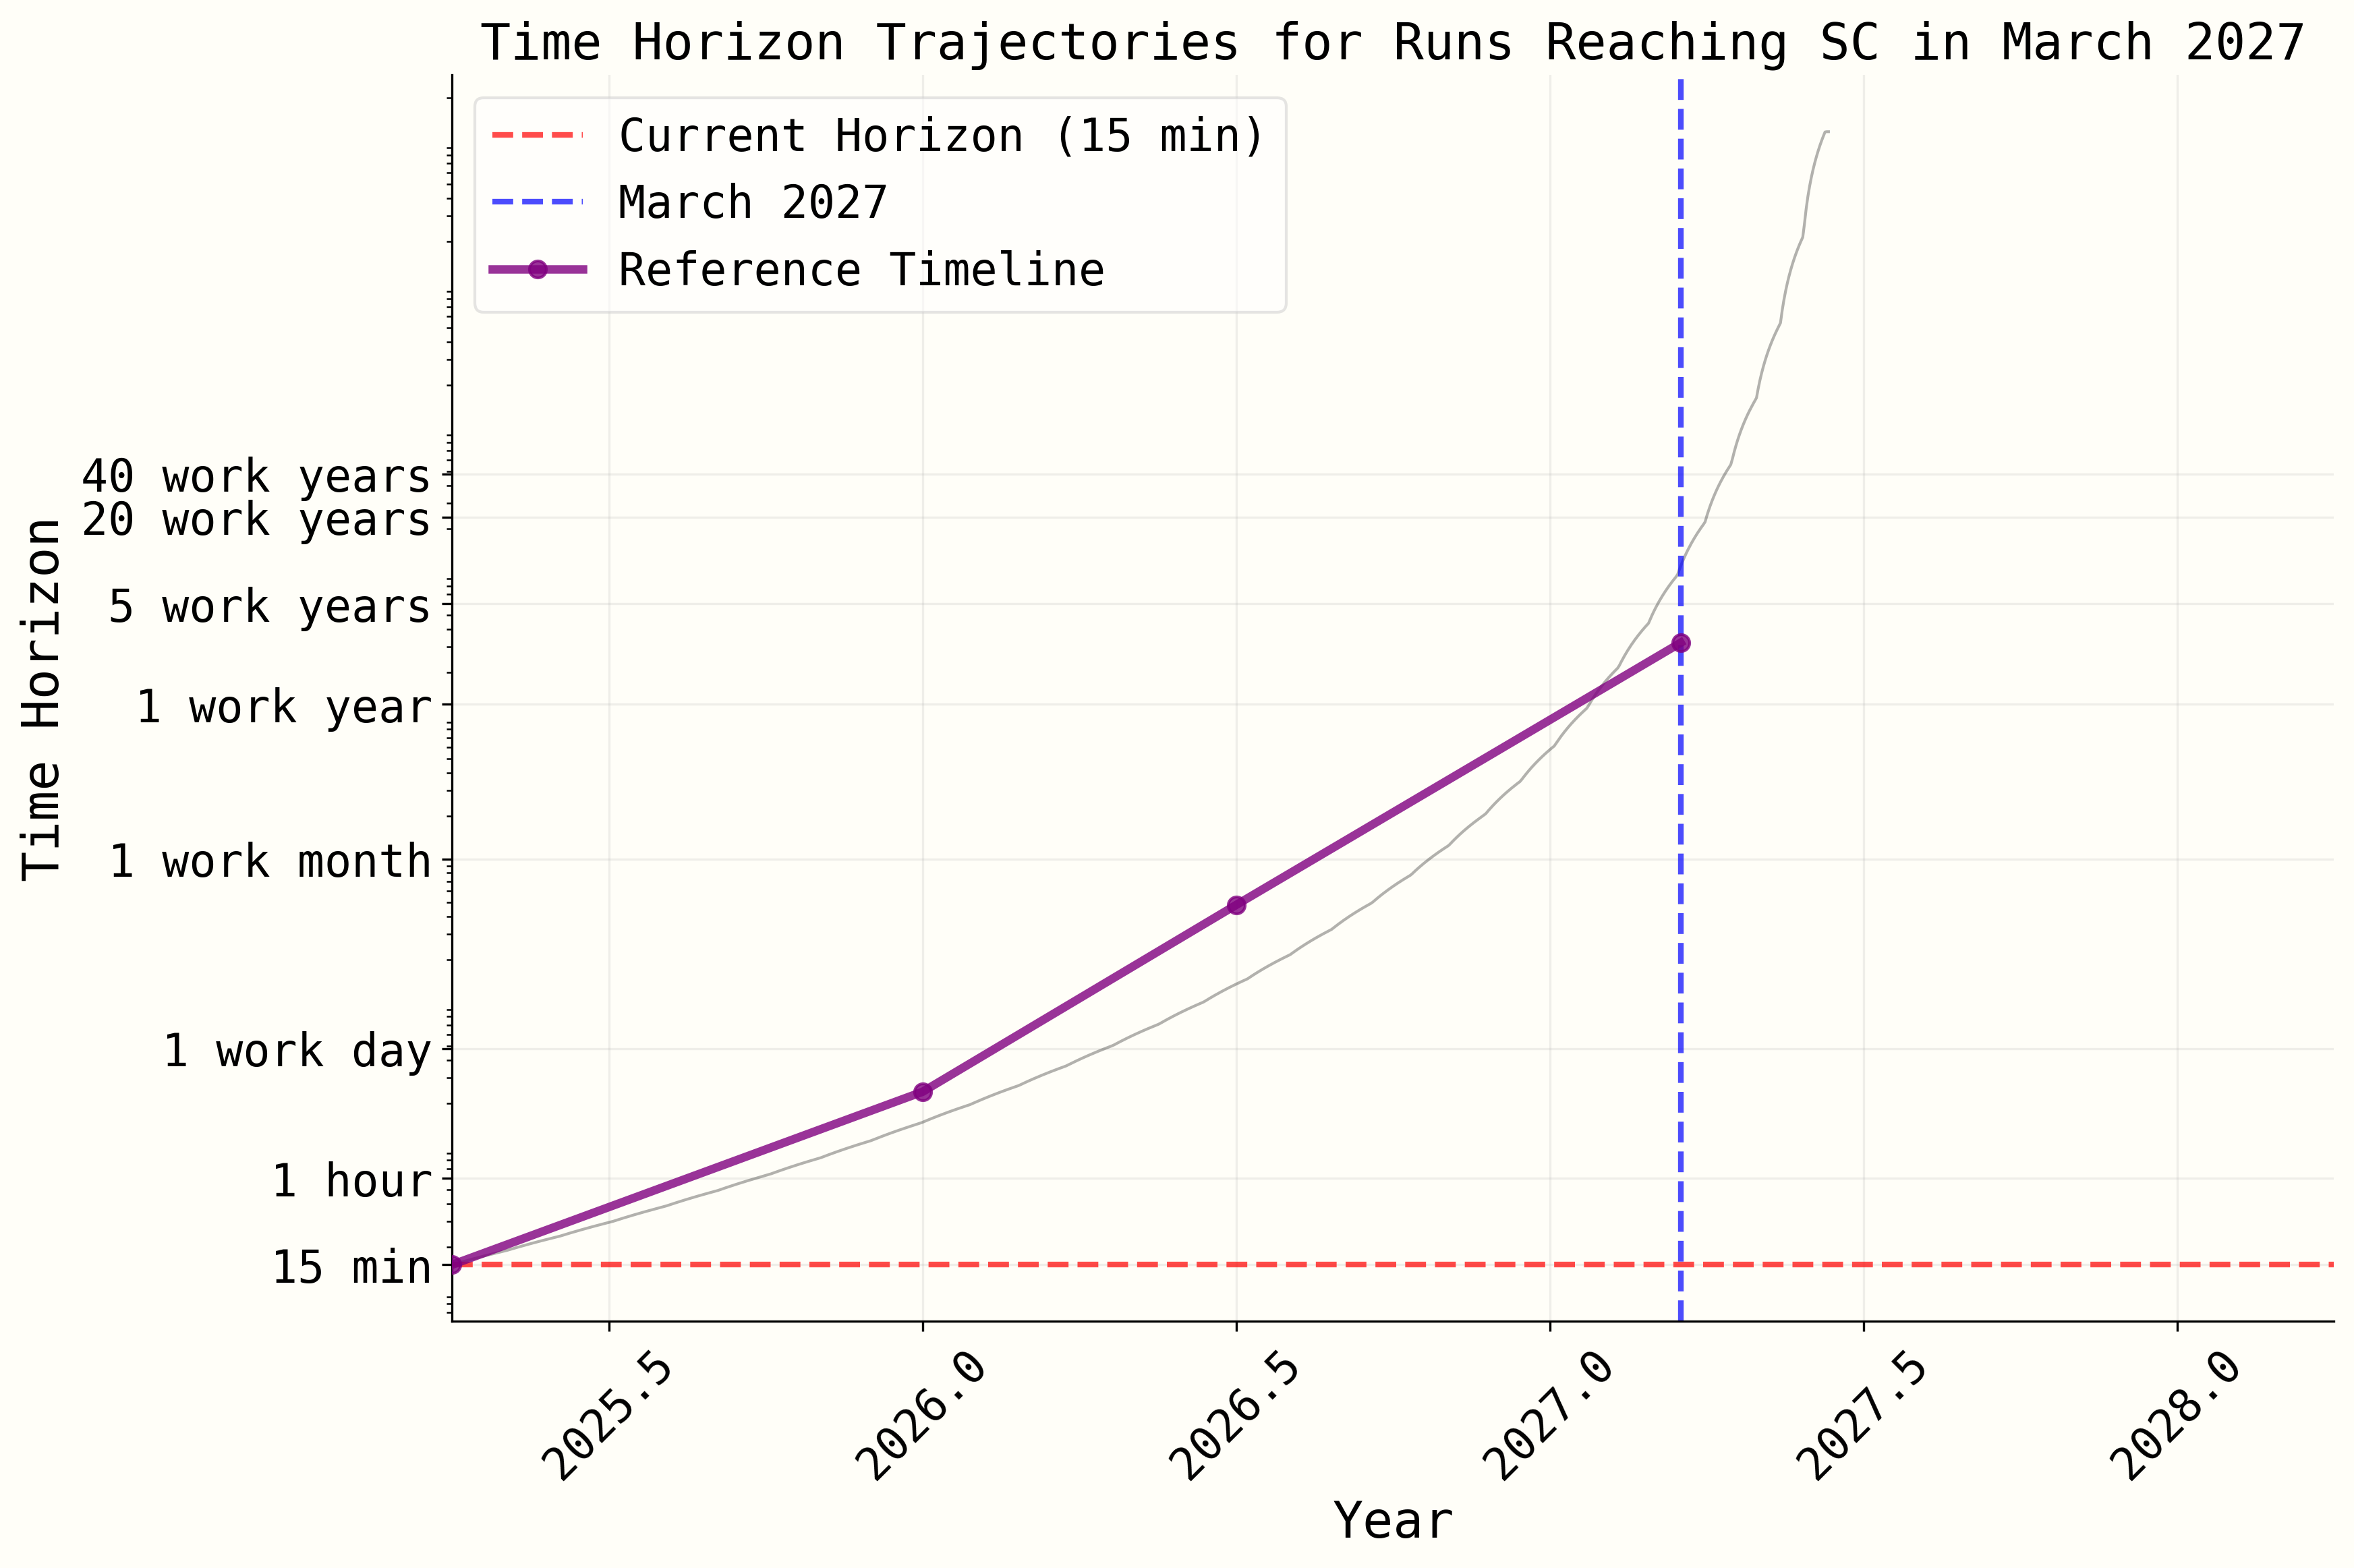 Time Horizon Trajectories for Runs Reaching SC in March 2027
Current Horizon (15 min)
March 2027
Reference Timeline
Time Horizon
40 work years
20 work years
5 work years
1 work year
1 work month
1 work day
1 hour
15 min
2025.5
2026.0
2026.5
2027.0
2027.5
2028.0
Year